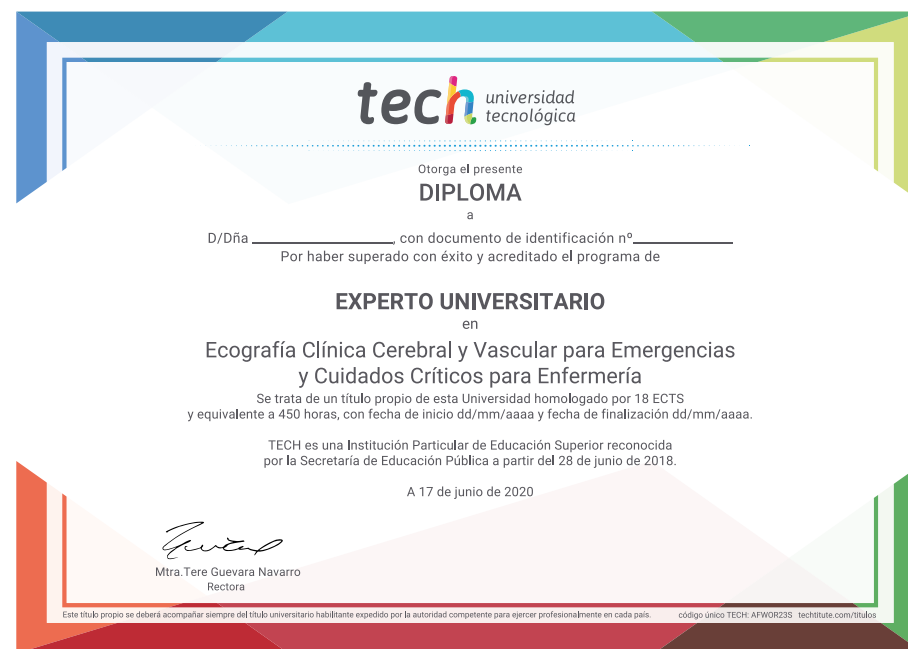 tech universidad
tecnológica
Otorga el presente
DIPLOMA
a
D/Dña ____________________, con documento de identificación nº______________
Por haber superado con éxito y acreditado el programa de
EXPERTO UNIVERSITARIO
en
Ecografía Clínica Cerebral y Vascular para Emergencias
y Cuidados Críticos para Enfermería
Se trata de un título propio de esta Universidad homologado por 18 ECTS
y equivalente a 450 horas, con fecha de inicio dd/mm/aaaa y fecha de finalización dd/mm/aaaa.
TECH es una Institución Particular de Educación Superior reconocida
por la Secretaría de Educación Pública a partir del 28 de junio de 2018.
A 17 de junio de 2020
Mtra.Tere Guevara Navarro
Rectora
Este título propio se deberá acompañar siempre del título universitario habilitante expedido por la autoridad competente para ejercer profesionalmente en cada país. código único TECH: AFWOR23S techtitute.com/titulos